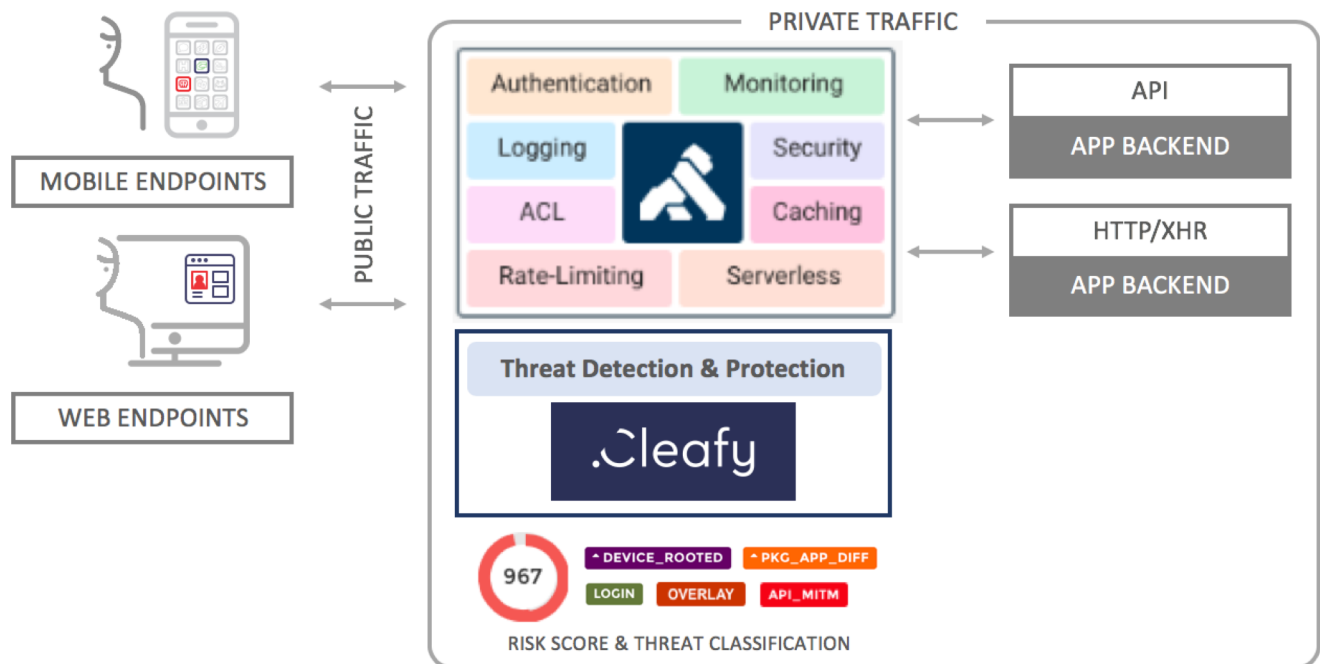 PRIVATE TRAFFIC
MOBILE ENDPOINTS
WEB ENDPOINTS
PUBLIC TRAFFIC
Authentication
Monitoring
Logging
Security
ACL
Caching
Rate-Limiting
Serverless
Threat Detection & Protection
.Cleafy
967
DEVICE_ROOTED
PKG_APP_DIFF
LOGIN
OVERLAY
API_MITM
RISK SCORE & THREAT CLASSIFICATION
API
APP BACKEND
HTTP/XHR
APP BACKEND